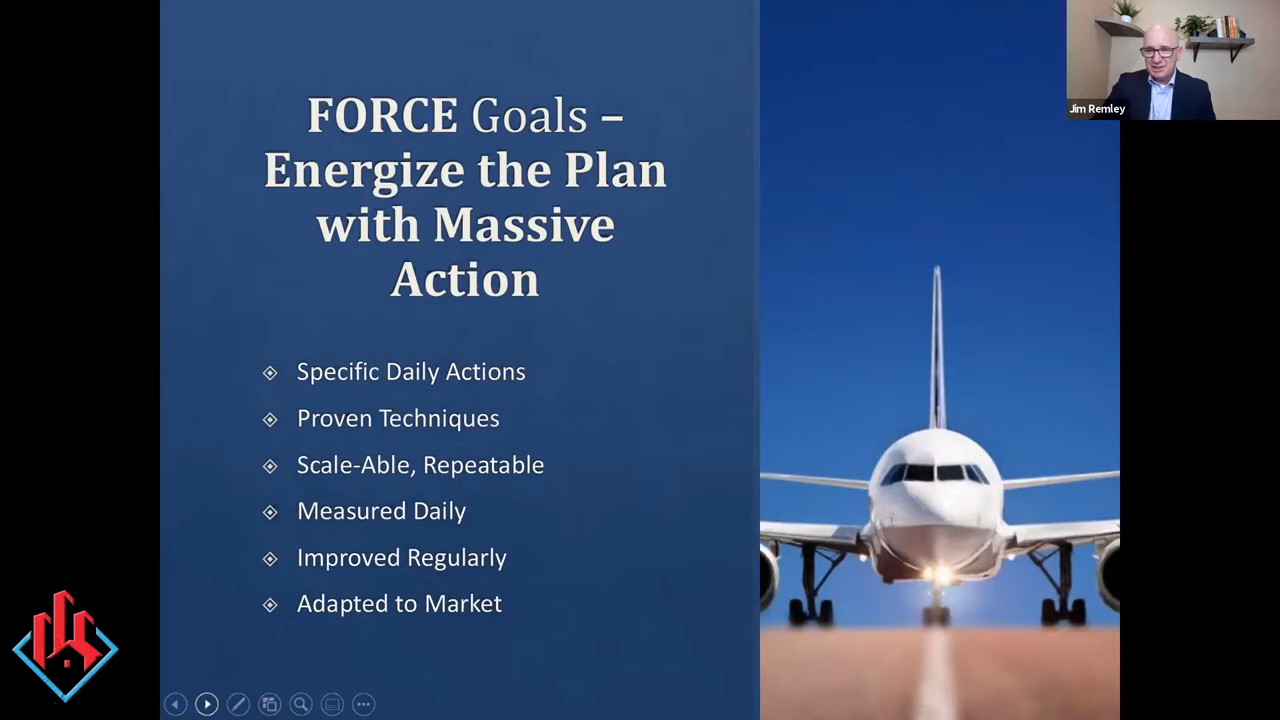 FORCE Goals –
Energize the Plan
with Massive
Action
Specific Daily Actions
Proven Techniques
Scale-Able, Repeatable
Measured Daily
Improved Regularly
Adapted to Market
Jim Remley